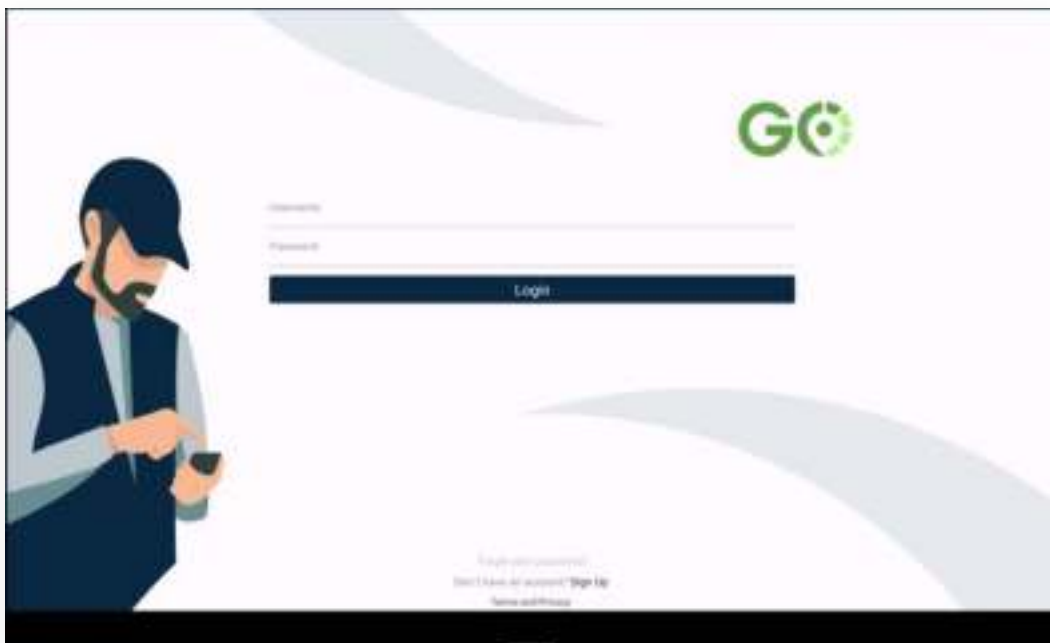 GO
Username
Password
Login
Forgot your password?
Don't have an account? Sign Up
Terms and Privacy